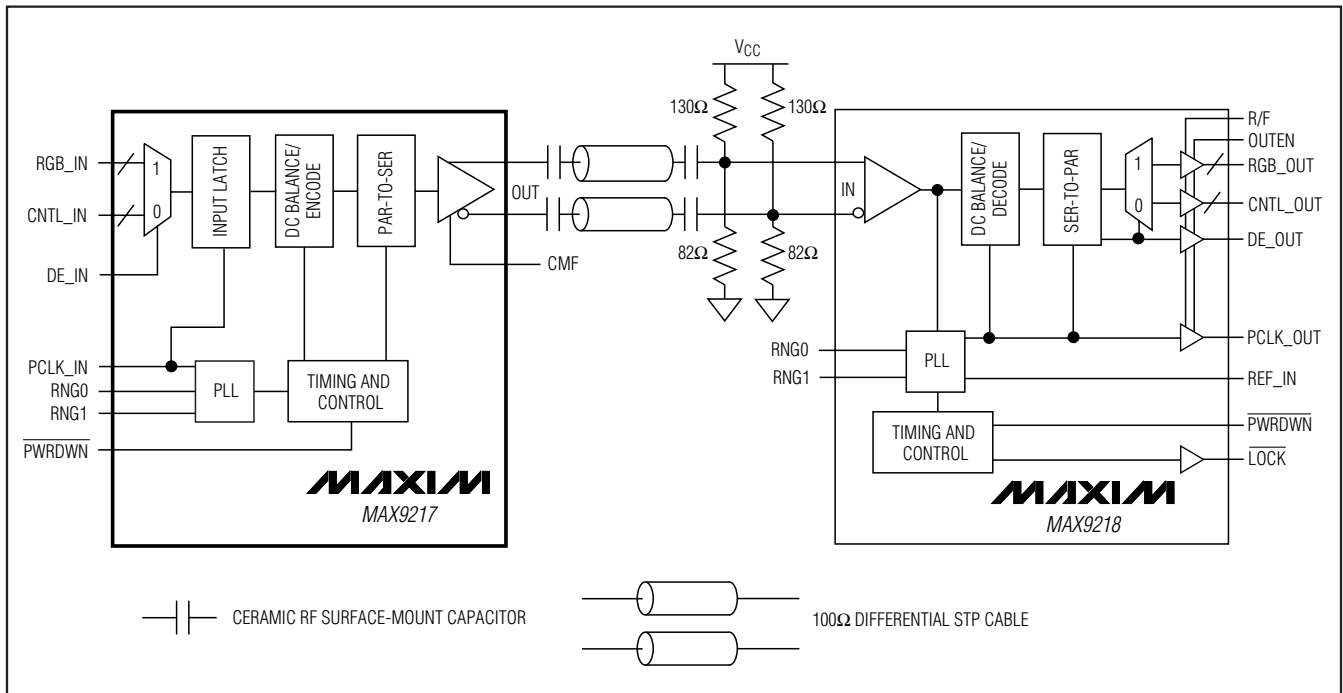 VCC
130Ω 130Ω
82Ω 82Ω
RGB_IN
CNTL_IN
DE_IN
PCLK_IN
RNG0
RNG1
PWRDWN
1
0
INPUT LATCH
DC BALANCE/
ENCODE
PAR-TO-SER
PLL
TIMING AND
CONTROL
OUT
CMF
MAXIM
MAX9217
IN
RNG0
RNG1
DC BALANCE/
DECODE
SER-TO-PAR
1
0
PLL
TIMING AND
CONTROL
R/F
OUTEN
RGB_OUT
CNTL_OUT
DE_OUT
PCLK_OUT
REF_IN
PWRDWN
LOCK
MAXIM
MAX9218
CERAMIC RF SURFACE-MOUNT CAPACITOR
100Ω DIFFERENTIAL STP CABLE